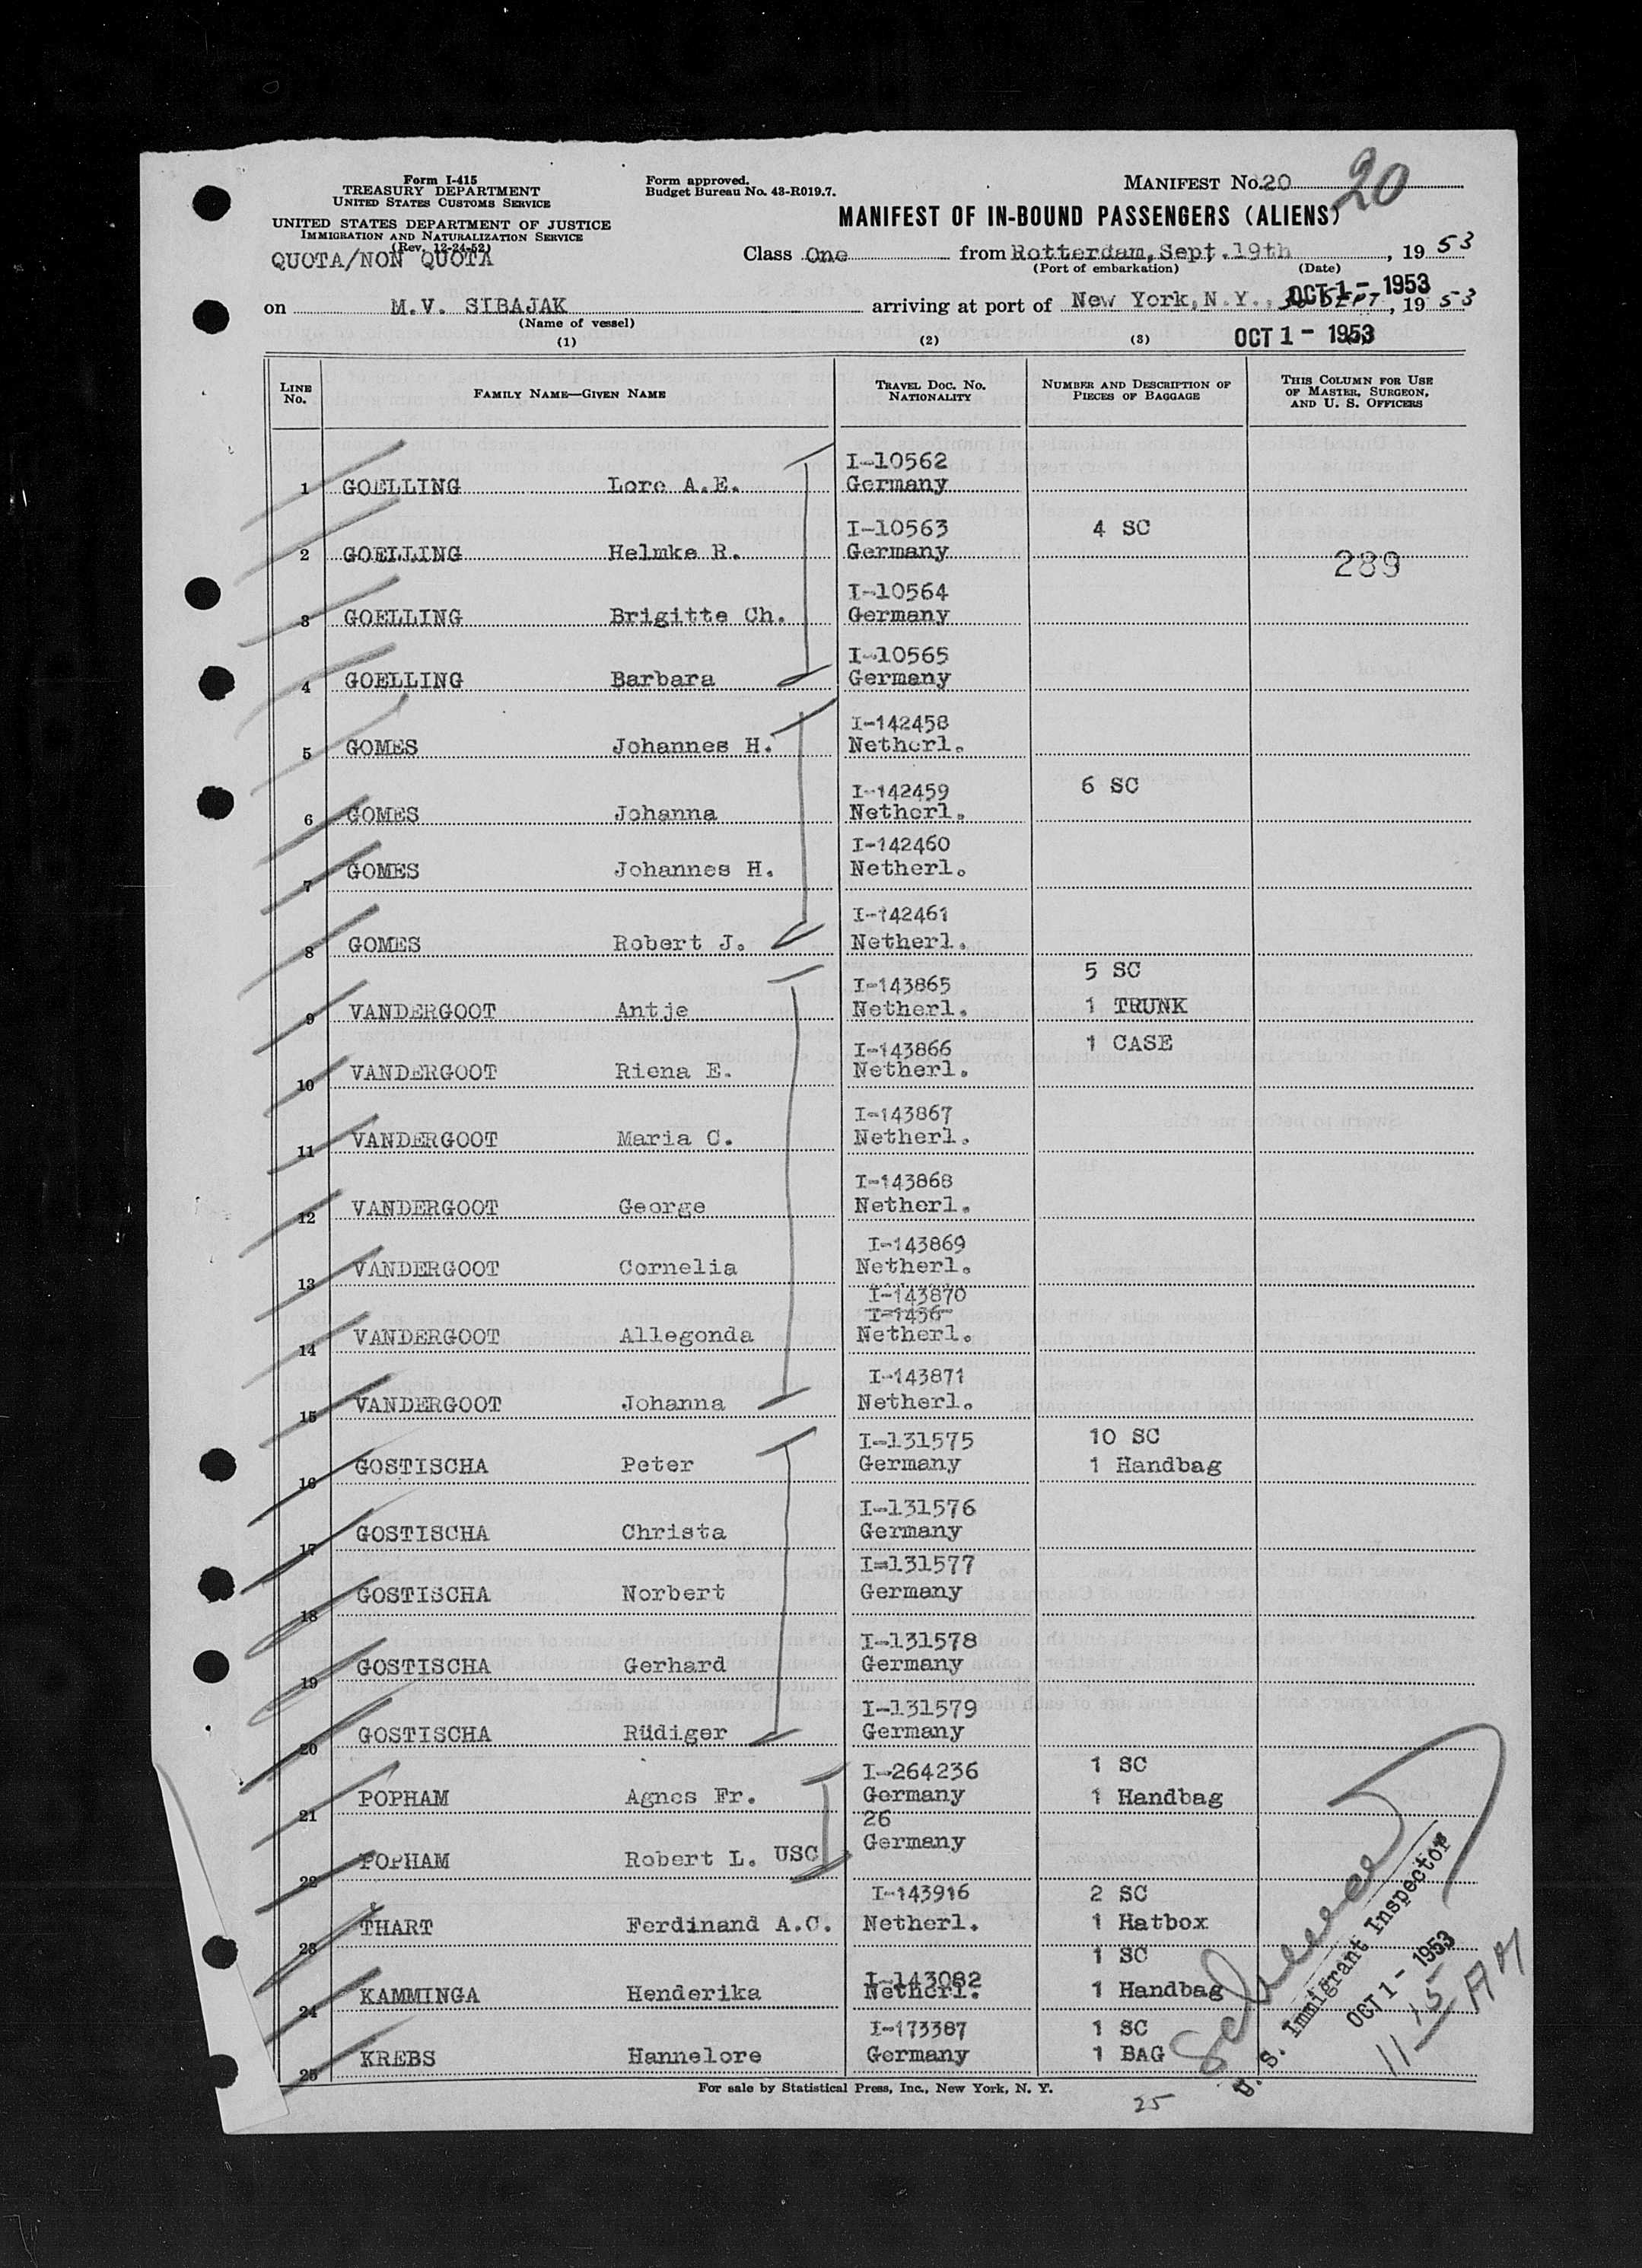 Form I-415
TREASURY DEPARTMENT
UNITED STATES CUSTOMS SERVICE
UNITED STATES DEPARTMENT OF JUSTICE
IMMIGRATION AND NATURALIZATION SERVICE
(Rev. 12-24-52)
QUOTA/NON QUOTA
Form approved.
Budget Bureau No. 43-R019.7.
MANIFEST No. 20
20
MANIFEST OF IN-BOUND PASSENGERS (ALIENS)
Class One from Rotterdam, Sept. 19th, 1953
(Port of embarkation) (Date)
on M.V. SIBAJAK arriving at port of New York, N.Y., 30 SEPT, 1953
OCT 1 - 1953
(Name of vessel)
OCT 1 - 1953
(1) (2) (3)
LINE No. FAMILY NAME—GIVEN NAME TRAVEL DOC. NO. NATIONALITY NUMBER AND DESCRIPTION OF PIECES OF BAGGAGE THIS COLUMN FOR USE OF MASTER, SURGEON, AND U. S. OFFICERS
I-10562
1 GOELLING Lore A.E. Germany
I-10563 4 SC
2 GOELLING Helmke R. Germany
289
I-10564
3 GOELLING Brigitte Ch. Germany
I-10565
4 GOELLING Barbara Germany
I-142458
5 GOMES Johannes H. Netherl.
I-142459 6 SC
6 GOMES Johanna Netherl.
I-142460
7 GOMES Johannes H. Netherl.
I-142461
8 GOMES Robert J. Netherl.
I-143865 5 SC
9 VANDERGOOT Antje Netherl. 1 TRUNK
I-143866 1 CASE
10 VANDERGOOT Riena E. Netherl.
I-143867
11 VANDERGOOT Maria C. Netherl.
I-143868
12 VANDERGOOT George Netherl.
I-143869
13 VANDERGOOT Cornelia Netherl.
I-143870
I-1436
14 VANDERGOOT Allegonda Netherl.
I-143871
15 VANDERGOOT Johanna Netherl.
I-131575 10 SC
16 GOSTISCHA Peter Germany 1 Handbag
I-131576
17 GOSTISCHA Christa Germany
I-131577
18 GOSTISCHA Norbert Germany
I-131578
19 GOSTISCHA Gerhard Germany
I-131579
20 GOSTISCHA Rüdiger Germany
I-264236 1 SC
21 POPHAM Agnes Fr. Germany 1 Handbag
26
22 POPHAM Robert L. USC Germany
I-143916 2 SC
23 THART Ferdinand A.C. Netherl. 1 Hatbox
I-143082 1 SC
24 KAMMINGA Henderika Netherl. 1 Handbag
I-173387 1 SC
25 KREBS Hannelore Germany 1 BAG
U. S. Immigrant Inspector
OCT 1 - 1953
11 15 AM
For sale by Statistical Press, Inc., New York, N. Y.
25